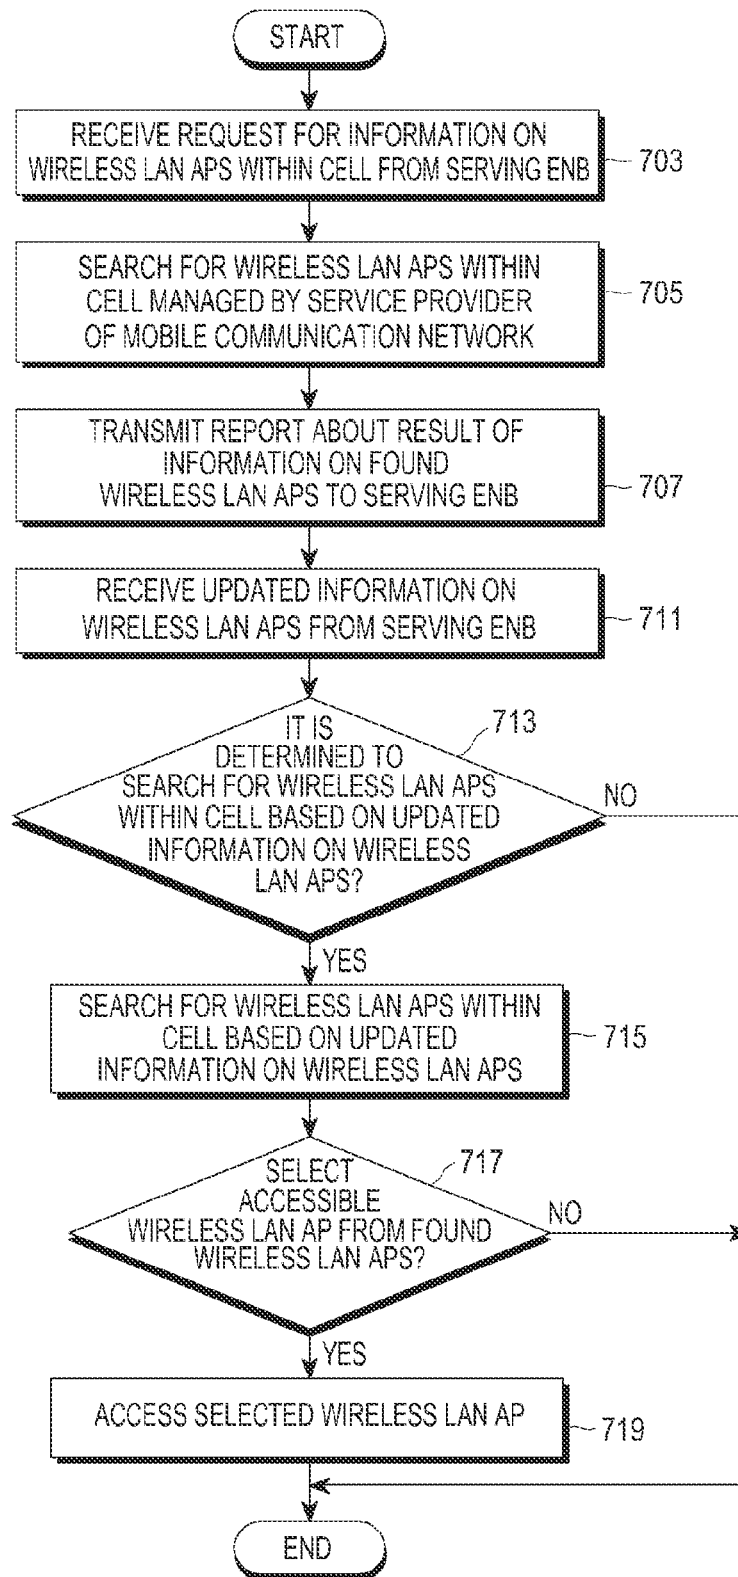 START
RECEIVE REQUEST FOR INFORMATION ON
WIRELESS LAN APS WITHIN CELL FROM SERVING ENB
703
SEARCH FOR WIRELESS LAN APS WITHIN
CELL MANAGED BY SERVICE PROVIDER
OF MOBILE COMMUNICATION NETWORK
705
TRANSMIT REPORT ABOUT RESULT OF
INFORMATION ON FOUND
WIRELESS LAN APS TO SERVING ENB
707
RECEIVE UPDATED INFORMATION ON
WIRELESS LAN APS FROM SERVING ENB
711
713
IT IS
DETERMINED TO
SEARCH FOR WIRELESS LAN APS
WITHIN CELL BASED ON UPDATED
INFORMATION ON WIRELESS
LAN APS?
NO
YES
SEARCH FOR WIRELESS LAN APS WITHIN
CELL BASED ON UPDATED
INFORMATION ON WIRELESS LAN APS
715
717
SELECT
ACCESSIBLE
WIRELESS LAN AP FROM FOUND
WIRELESS LAN APS?
NO
YES
ACCESS SELECTED WIRELESS LAN AP
719
END